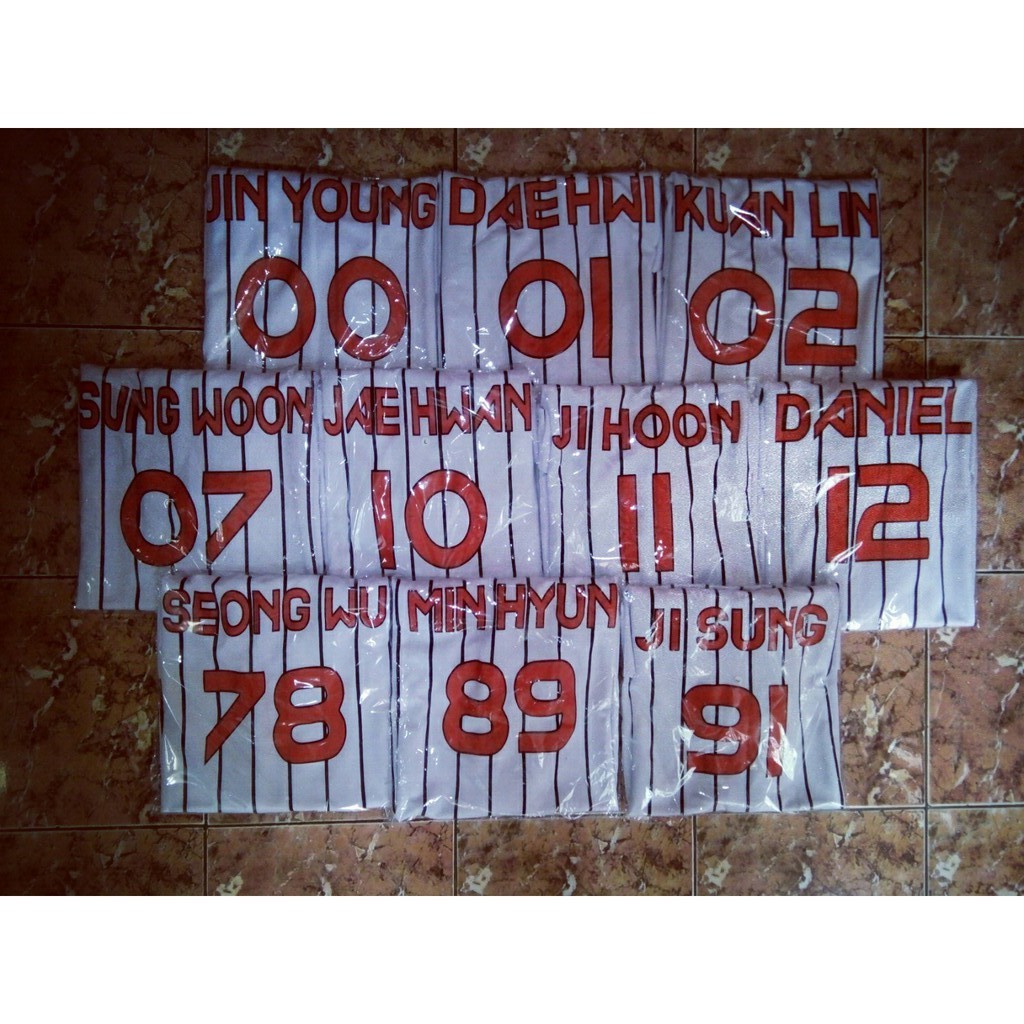 JIN YOUNG
00
DAEHWI
01
KUAN LIN
02
SUNG WOON
07
JAE HWAN
10
JI HOON
11
DANIEL
12
SEONG WU
78
MIN HYUN
89
JI SUNG
91